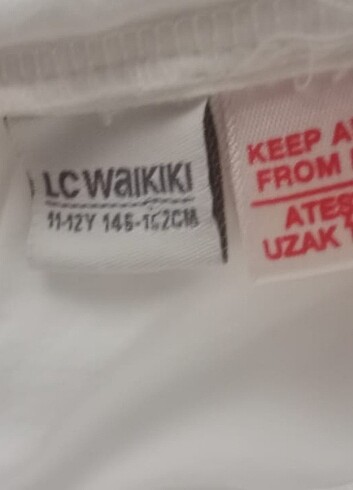 LC WAIKIKI
11-12Y 146-152CM
KEEP
FROM
ATEŞ
UZAK